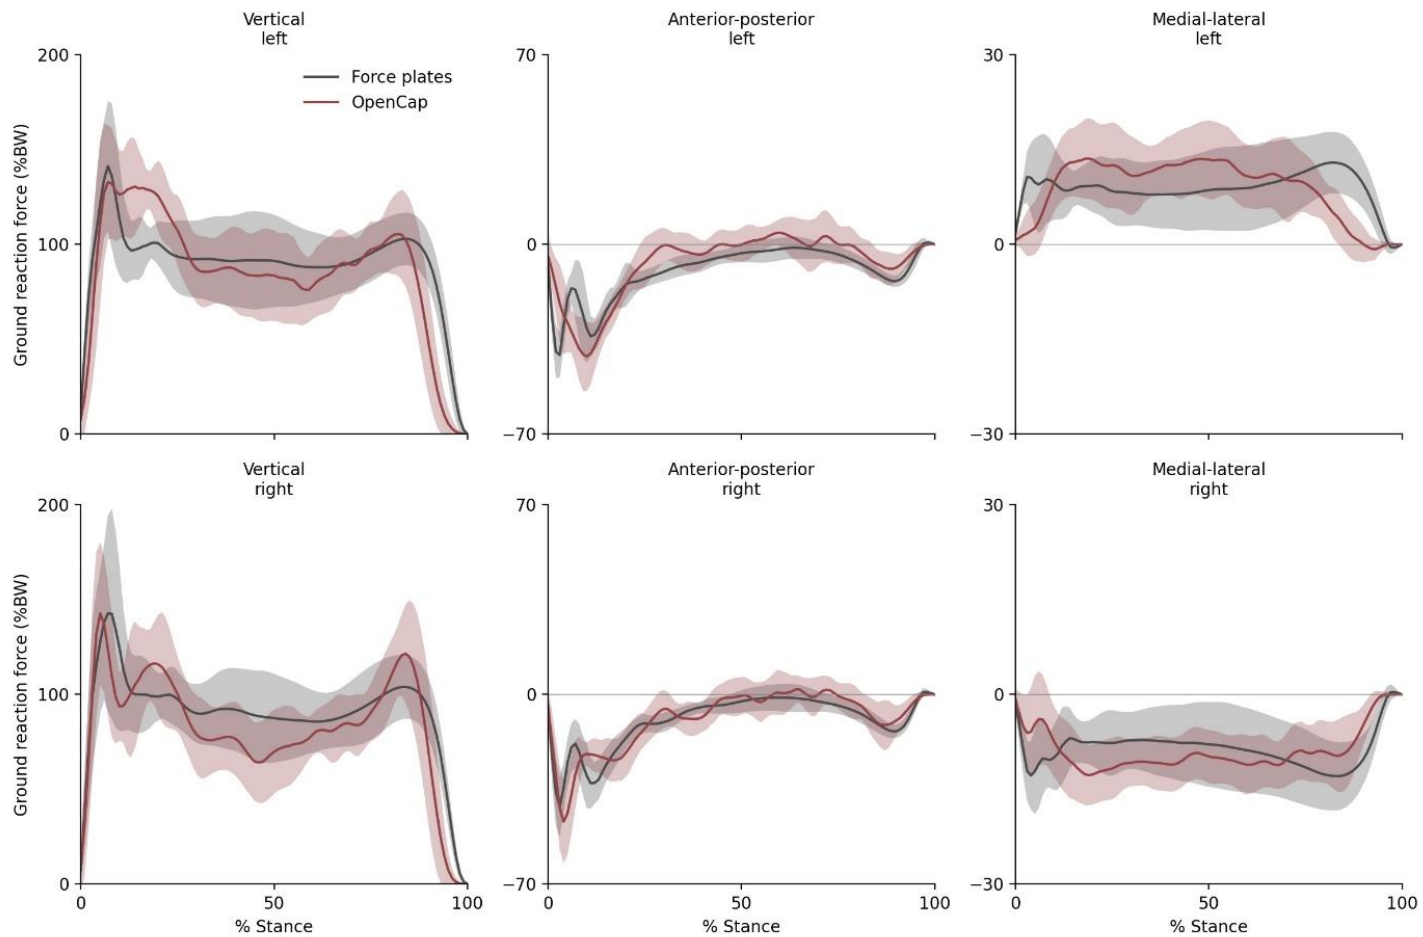 Vertical
left
Anterior-posterior
left
Medial-lateral
left
Ground reaction force (%BW)
200
100
0
Force plates
OpenCap
70
0
−70
30
0
−30
Vertical
right
Anterior-posterior
right
Medial-lateral
right
Ground reaction force (%BW)
200
100
0
0
50
100
% Stance
70
0
−70
0
50
100
% Stance
30
0
−30
0
50
100
% Stance